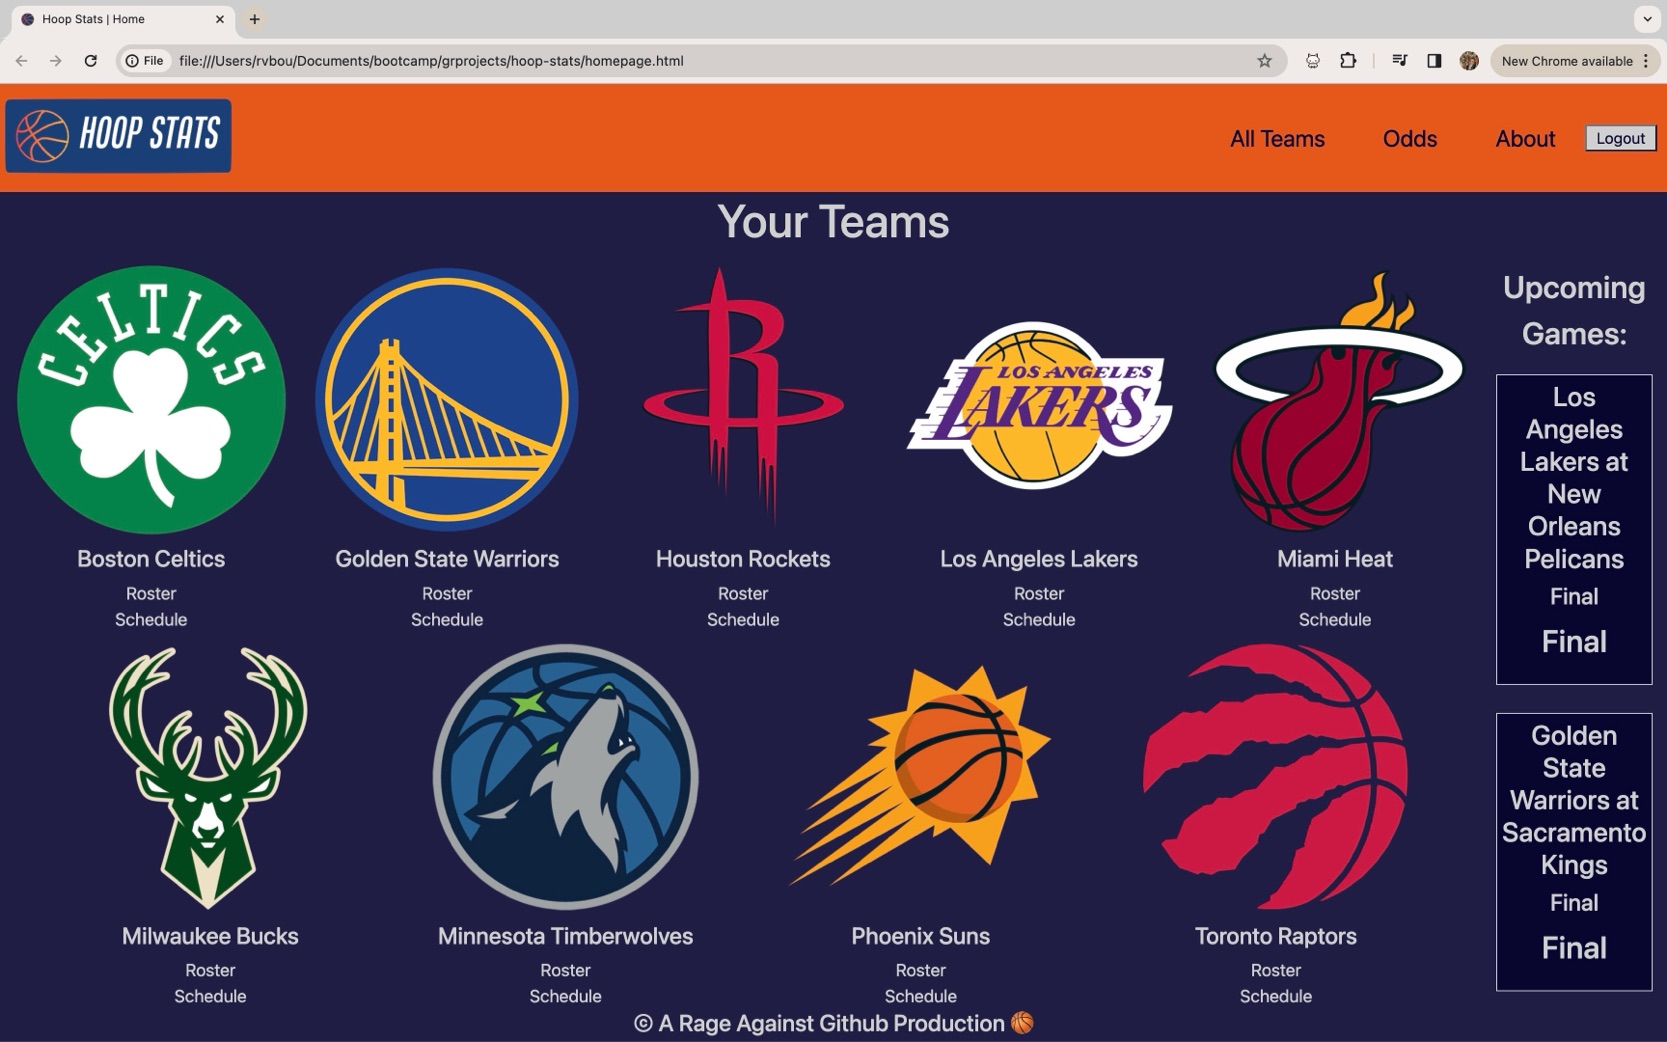 Hoop Stats | Home
File
file:///Users/rvbou/Documents/bootcamp/grprojects/hoop-stats/homepage.html
New Chrome available
HOOP STATS
All Teams
Odds
About
Logout
Your Teams
CELTICS
LOS ANGELES
LAKERS
Boston Celtics
Golden State Warriors
Houston Rockets
Los Angeles Lakers
Miami Heat
Roster
Roster
Roster
Roster
Roster
Schedule
Schedule
Schedule
Schedule
Schedule
Milwaukee Bucks
Minnesota Timberwolves
Phoenix Suns
Toronto Raptors
Roster
Roster
Roster
Roster
Schedule
Schedule
Schedule
Schedule
Upcoming
Games:
Los
Angeles
Lakers at
New
Orleans
Pelicans
Final
Final
Golden
State
Warriors at
Sacramento
Kings
Final
Final
© A Rage Against Github Production 🏀